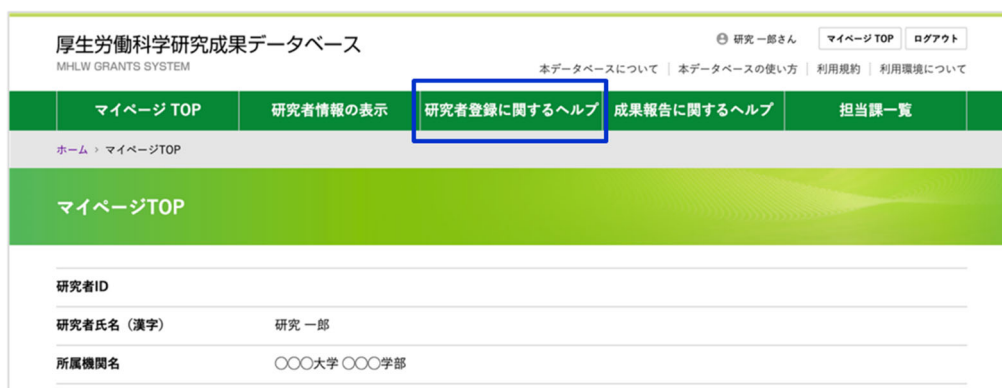 厚生労働科学研究成果データベース
MHLW GRANTS SYSTEM
研究 一郎さん マイページ TOP ログアウト
本データベースについて | 本データベースの使い方 | 利用規約 | 利用環境について
マイページ TOP 研究者情報の表示 研究者登録に関するヘルプ 成果報告に関するヘルプ 担当課一覧
ホーム › マイページTOP
マイページTOP
研究者ID
研究者氏名（漢字） 研究 一郎
所属機関名 〇〇〇大学 〇〇〇学部